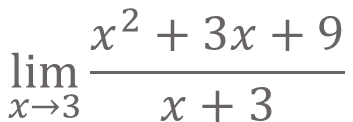 lim x→3 (x² + 3x + 9)/(x + 3)